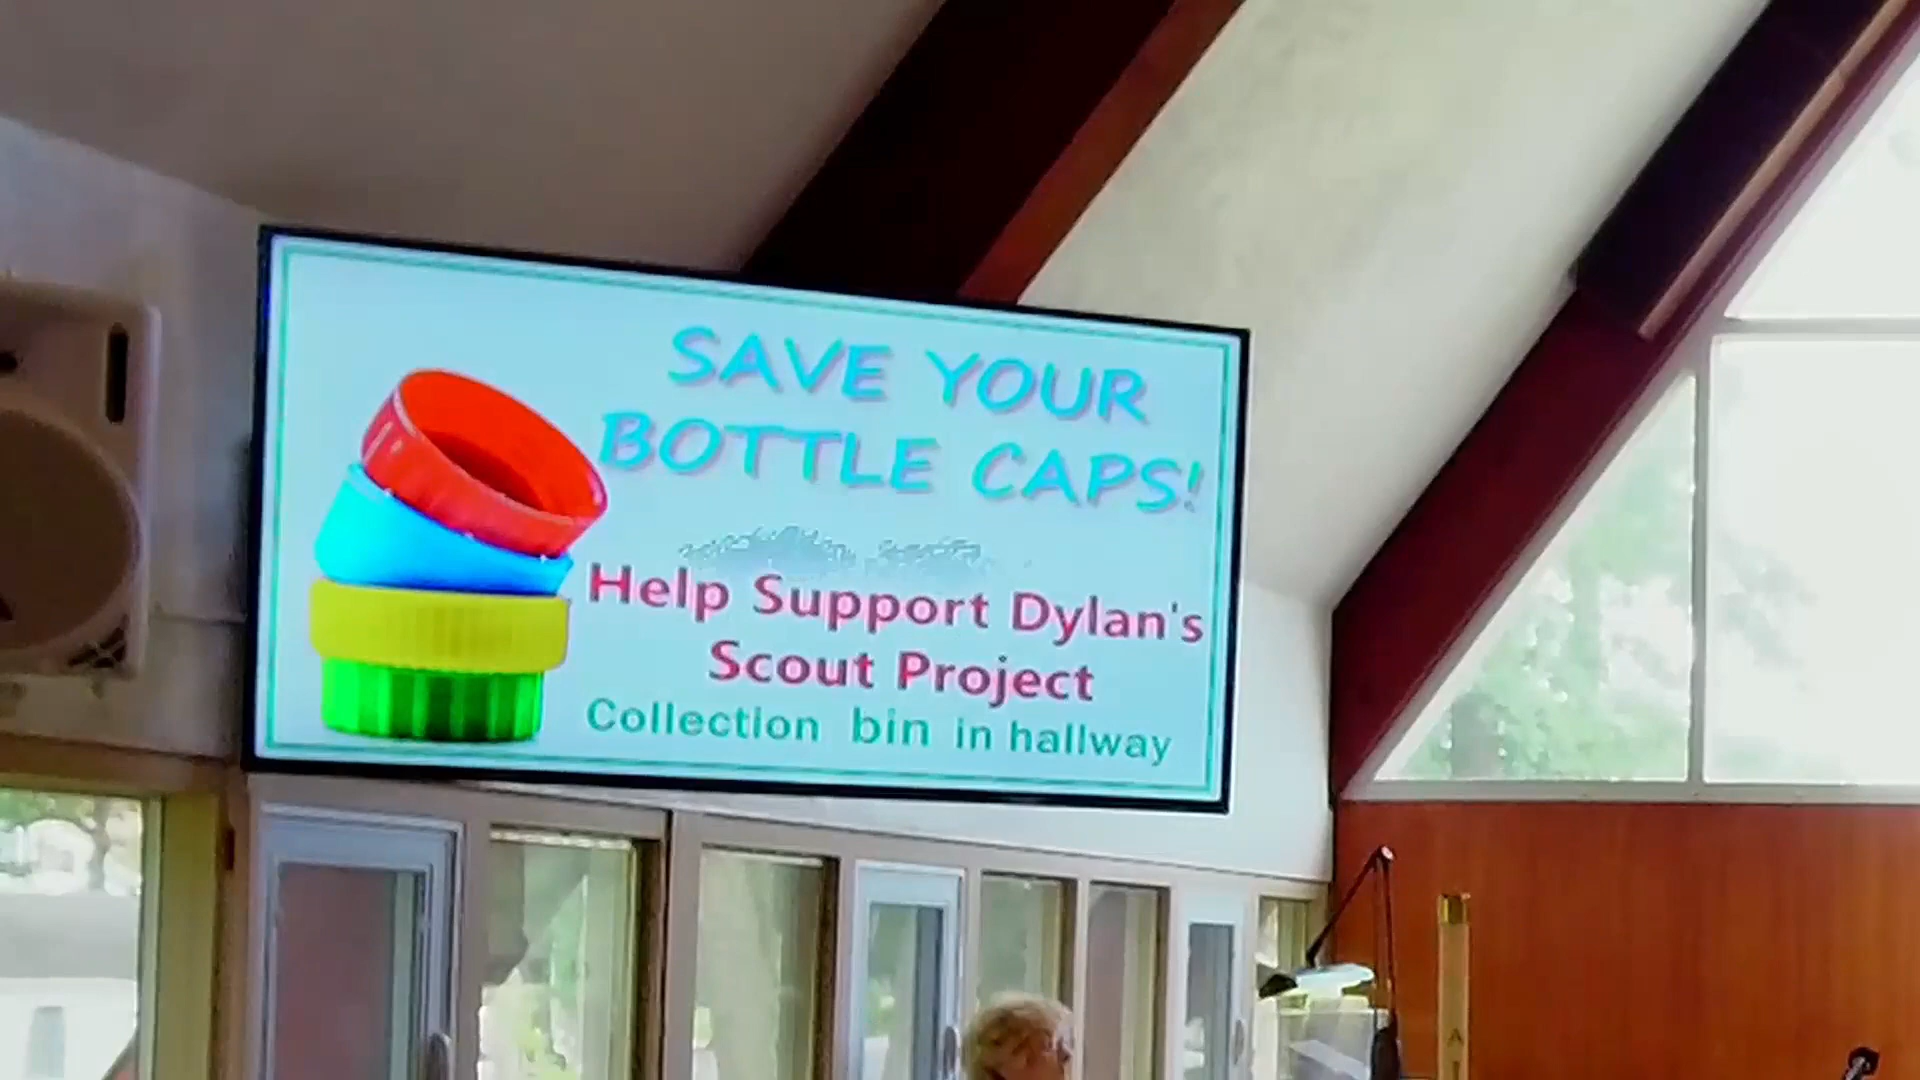 SAVE YOUR
BOTTLE CAPS!
Help Support Dylan's
Scout Project
Collection bin in hallway